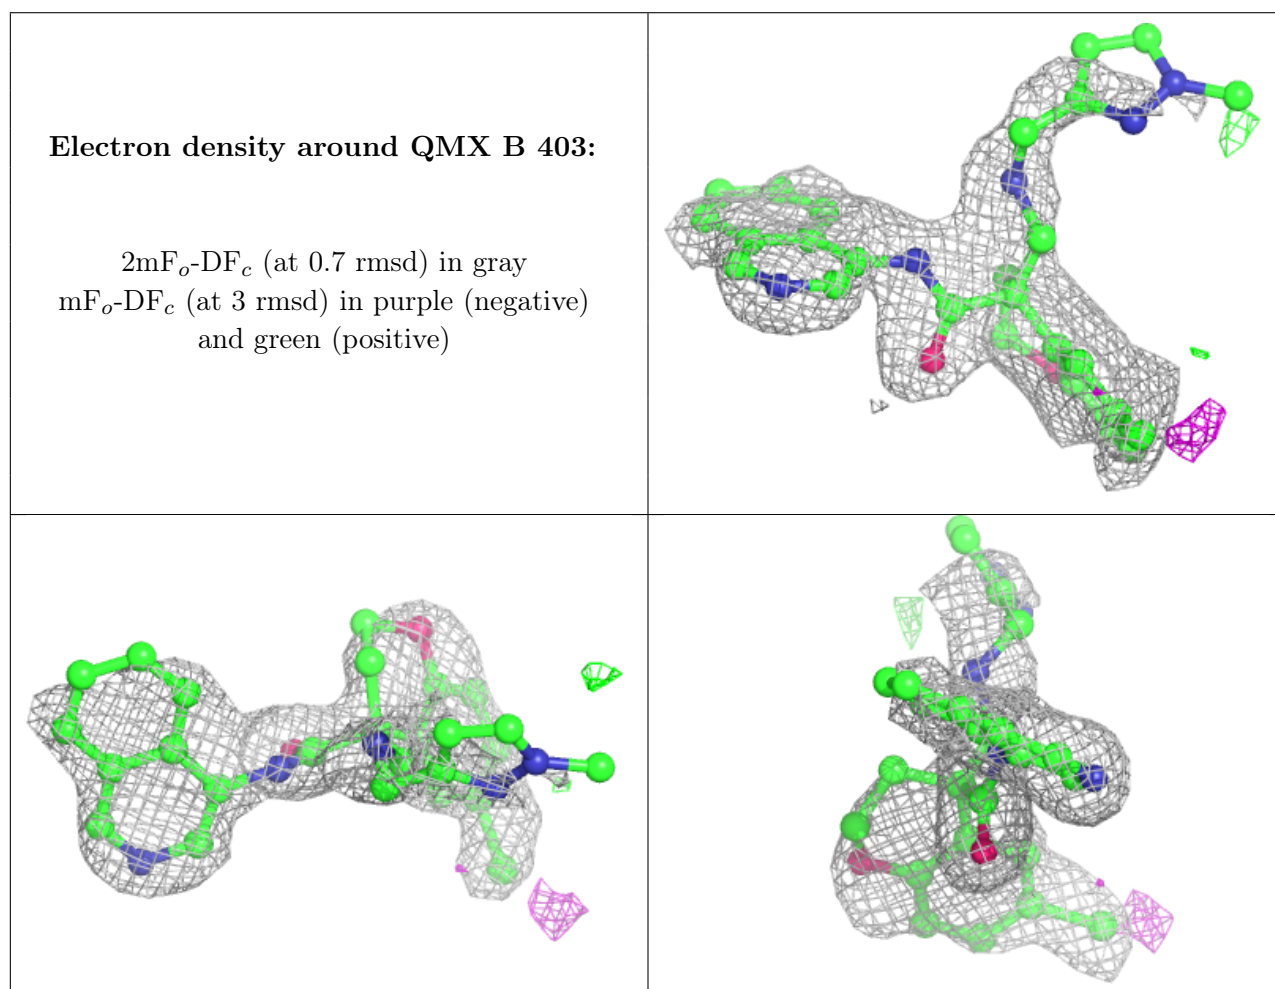 Electron density around QMX B 403:
2mFo-DFc (at 0.7 rmsd) in gray
mFo-DFc (at 3 rmsd) in purple (negative)
and green (positive)